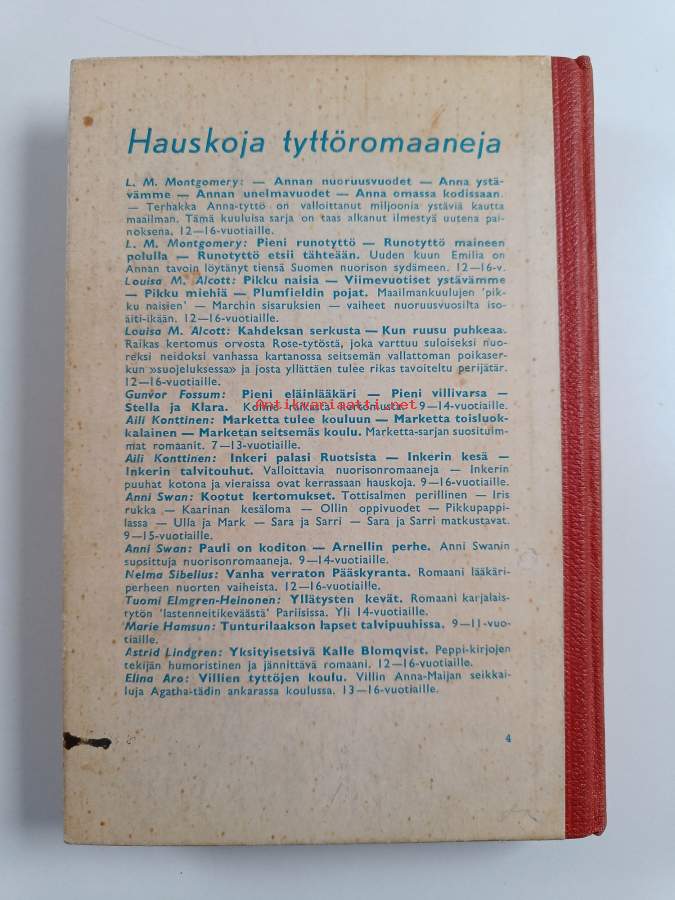 Hauskoja tyttöromaaneja
L. M. Montgomery: — Annan nuoruusvuodet — Anna ystä-
vämme — Annan unelmavuodet — Anna omassa kodissaan.
— Terhakka Anna-tyttö on valloittanut miljoonia ystäviä kautta
maailman. Tämä kuuluisa sarja on taas alkanut ilmestyä uutena pai-
noksena. 12—16-vuotiaille.
L. M. Montgomery: Pieni runotyttö — Runotyttö maineen
polulla — Runotyttö etsii tähteään. Uuden kuun Emilia on
Annan tavoin löytänyt tiensä Suomen nuorison sydämeen. 12—16-v.
Louisa M. Alcott: Pikku naisia — Viimevuotiset ystävämme
— Pikku miehiä — Plumfieldin pojat. Maailmankuulujen 'pik-
ku naisien' — Marchin sisaruksien — vaiheet nuoruusvuosilta iso-
äiti-ikään. 12—16-vuotiaille.
Louisa M. Alcott: Kahdeksan serkusta — Kun ruusu puhkeaa.
Raikas kertomus orvosta Rose-tytöstä, joka varttuu suloiseksi nuo-
reksi neidoksi vanhassa kartanossa seitsemän vallattoman poikaser-
kun »suojeluksessa» ja josta yllättäen tulee rikas tavoiteltu perijätär.
12—16-vuotiaille.
Gunvor Fossum: Pieni eläinlääkäri — Pieni villivarsa —
Stella ja Klara. Kolme raikasta kertomusta. 9—14-vuotiaille.
Antikvariaatti.net
Aili Konttinen: Marketta tulee kouluun — Marketta toisluok-
kalainen — Marketan seitsemäs koulu. Marketta-sarjan suosituim-
mat romaanit. 7—13-vuotiaille.
Aili Konttinen: Inkeri palasi Ruotsista — Inkerin kesä —
Inkerin talvitouhut. Valloittavia nuorisonromaaneja — Inkerin
puuhat kotona ja vieraissa ovat kerrassaan hauskoja. 9—16-vuotiaille.
Anni Swan: Kootut kertomukset. Tottisalmen perillinen — Iris
rukka — Kaarinan kesäloma — Ollin oppivuodet — Pikkupappi-
lassa — Ulla ja Mark — Sara ja Sarri — Sara ja Sarri matkustavat.
9—15-vuotiaille.
Anni Swan: Pauli on koditon — Arnellin perhe. Anni Swanin
supsittuja nuorisonromaaneja. 9—14-vuotiaille.
Nelma Sibelius: Vanha verraton Pääskyranta. Romaani lääkäri-
perheen nuorten vaiheista. 12—16-vuotiaille.
Tuomi Elmgren-Heinonen: Yllätysten kevät. Romaani karjalais-
tytön 'lastenneitikeväästä' Pariisissa. Yli 14-vuotiaille.
Marie Hamsun: Tunturilaakson lapset talvipuuhissa. 9—11-vuo-
tiaille.
Astrid Lindgren: Yksityisetsivä Kalle Blomqvist. Peppi-kirjojen
tekijän humoristinen ja jännittävä romaani. 12—16-vuotiaille.
Elina Aro: Villien tyttöjen koulu. Villin Anna-Maijan seikkai-
luja Agatha-tädin ankarassa koulussa. 13—16-vuotiaille.
4